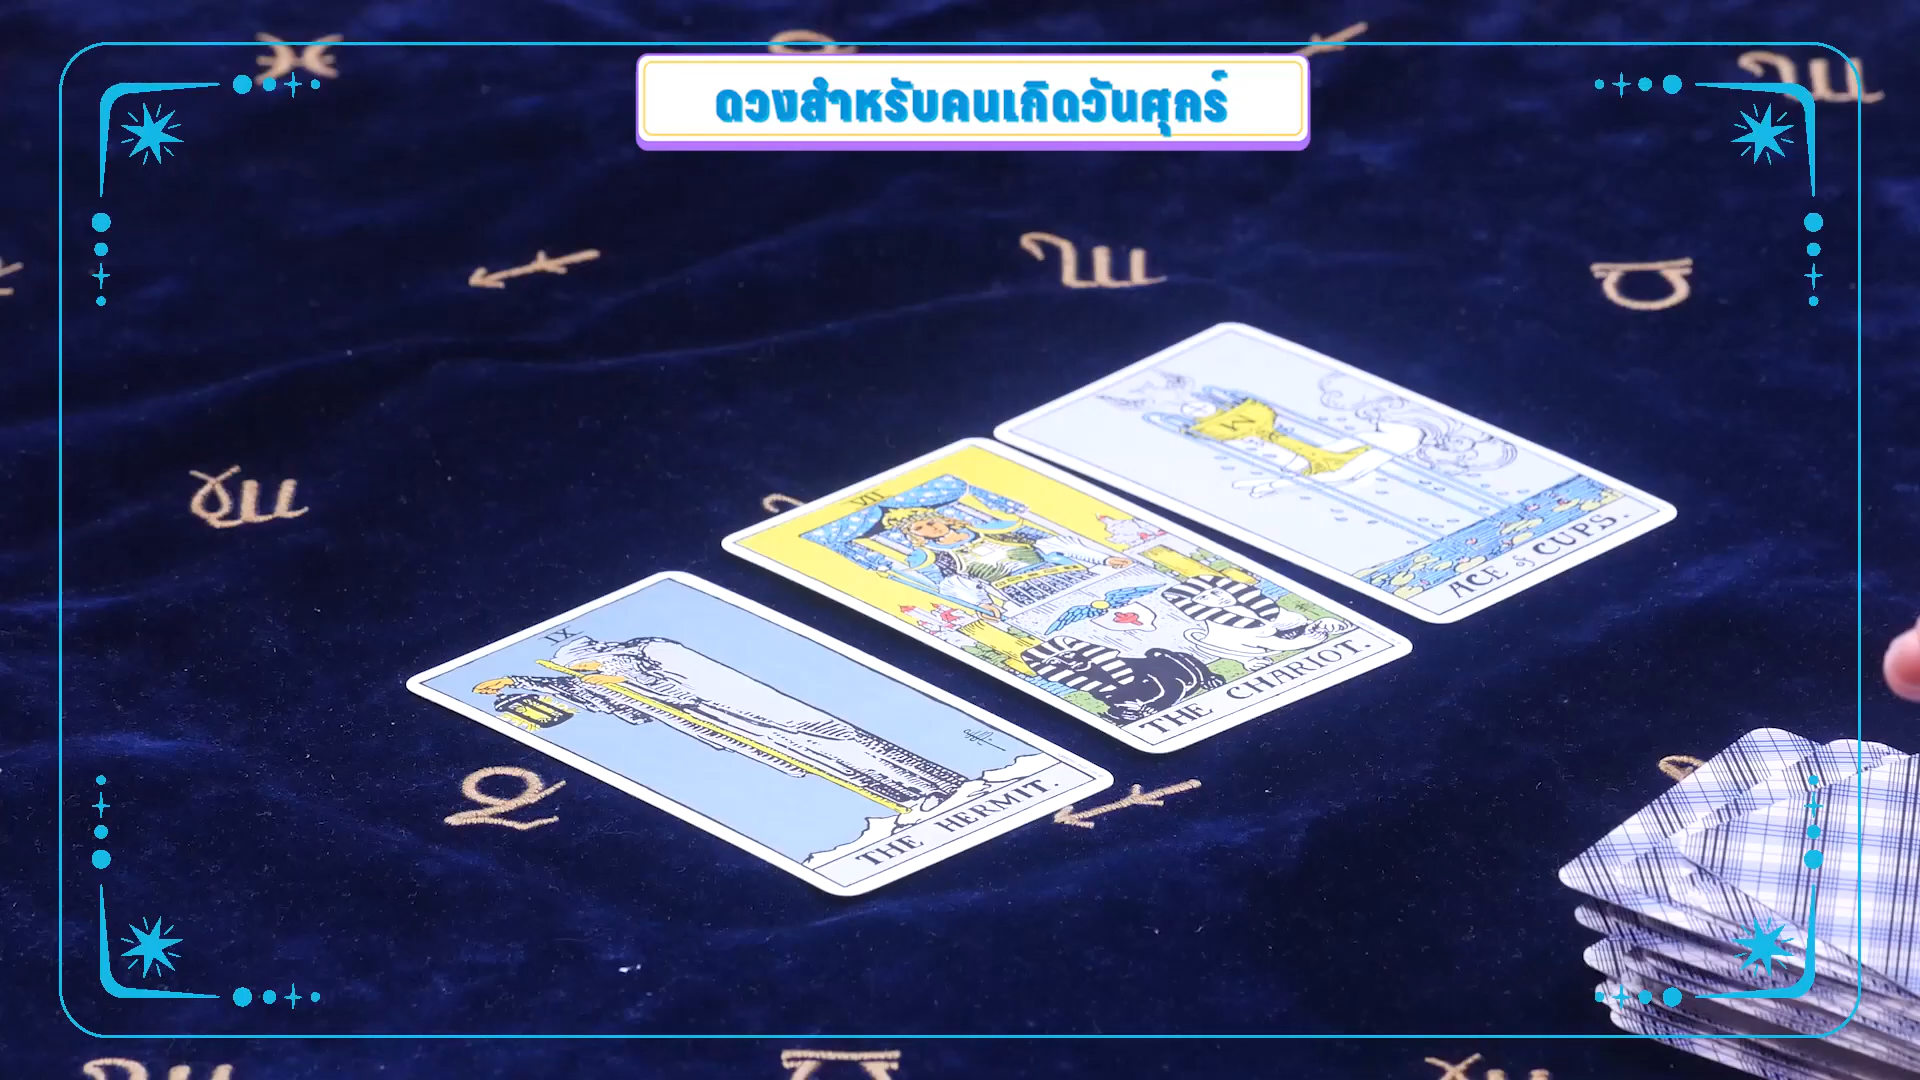 ดวงสำหรับคนเกิดวันศุกร์
ACE of CUPS.
VII
THE CHARIOT.
IX
THE HERMIT.